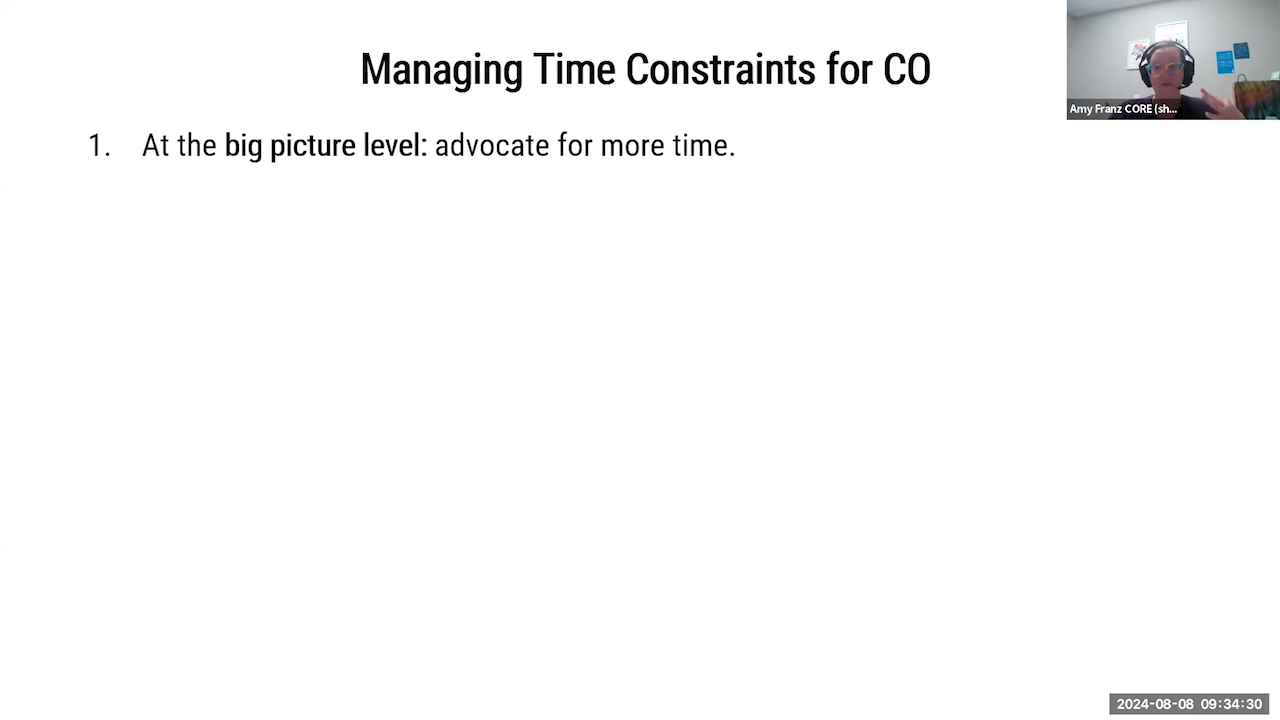 Managing Time Constraints for CO
1. At the big picture level: advocate for more time.
Amy Franz CORE (sh...
2024-08-08 09:34:30